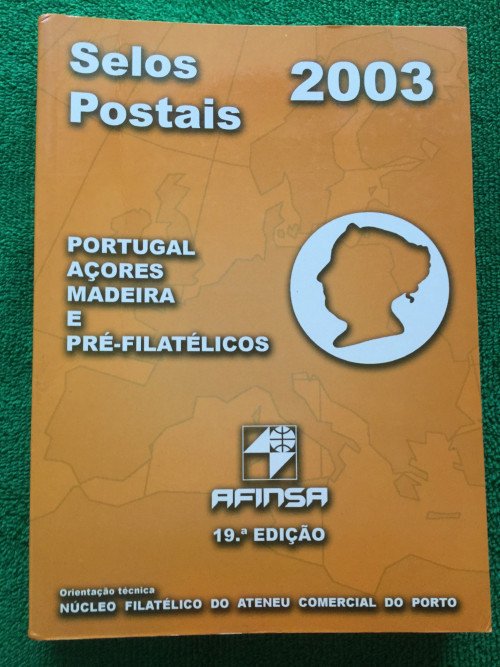 Selos
Postais
2003
PORTUGAL
AÇORES
MADEIRA
E
PRÉ-FILATÉLICOS
AFINSA
19.ª EDIÇÃO
Orientação técnica
NÚCLEO FILATÉLICO DO ATENEU COMERCIAL DO PORTO